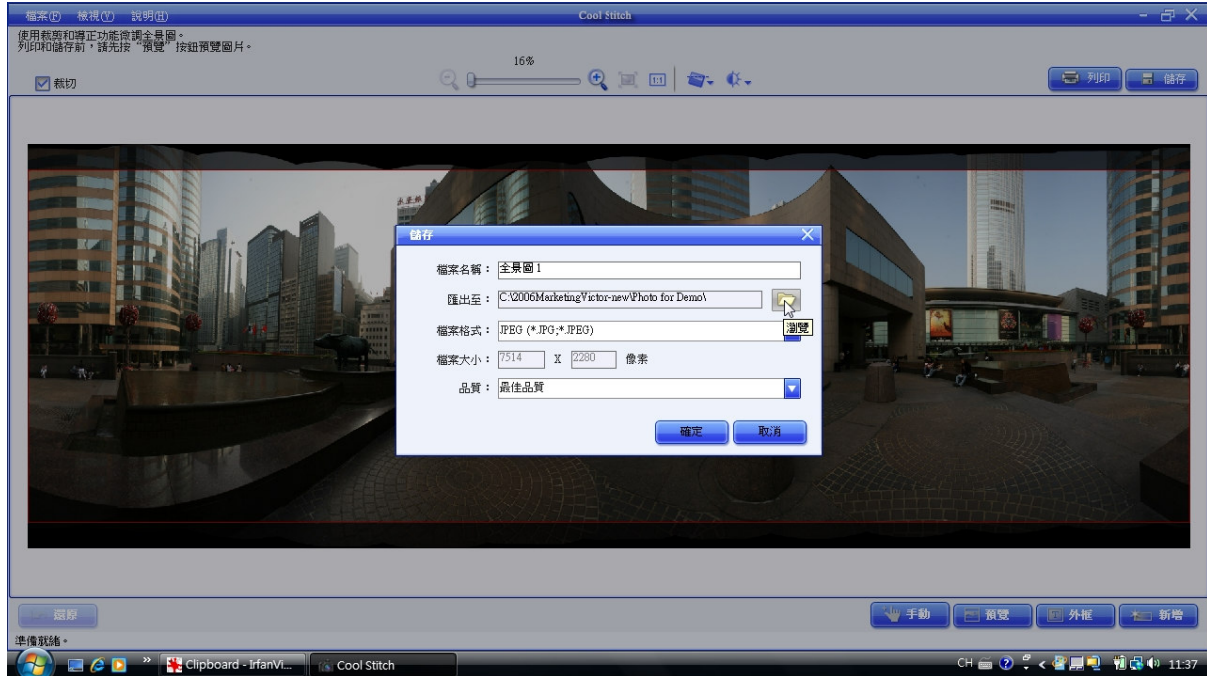 檔案(F) 檢視(V) 說明(H) Cool Stitch
使用裁剪和導正功能微調全景圖。
列印和儲存前，請先按“預覽”按鈕預覽圖片。
16%
裁切
1:1
列印 儲存
儲存
檔案名稱： 全景圖 1
匯出至： C:\2006MarketingVictor-new\Photo for Demo\
瀏覽
檔案格式： JPEG (*.JPG;*.JPEG)
檔案大小： 7514 X 2280 像素
品質： 最佳品質
確定 取消
還原 手動 預覽 外框 新增
準備就緒。
Clipboard - IrfanVi... Cool Stitch CH 11:37